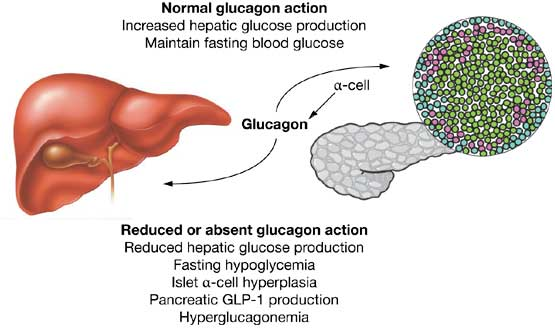 Normal glucagon action
Increased hepatic glucose production
Maintain fasting blood glucose
α-cell
Glucagon
Reduced or absent glucagon action
Reduced hepatic glucose production
Fasting hypoglycemia
Islet α-cell hyperplasia
Pancreatic GLP-1 production
Hyperglucagonemia